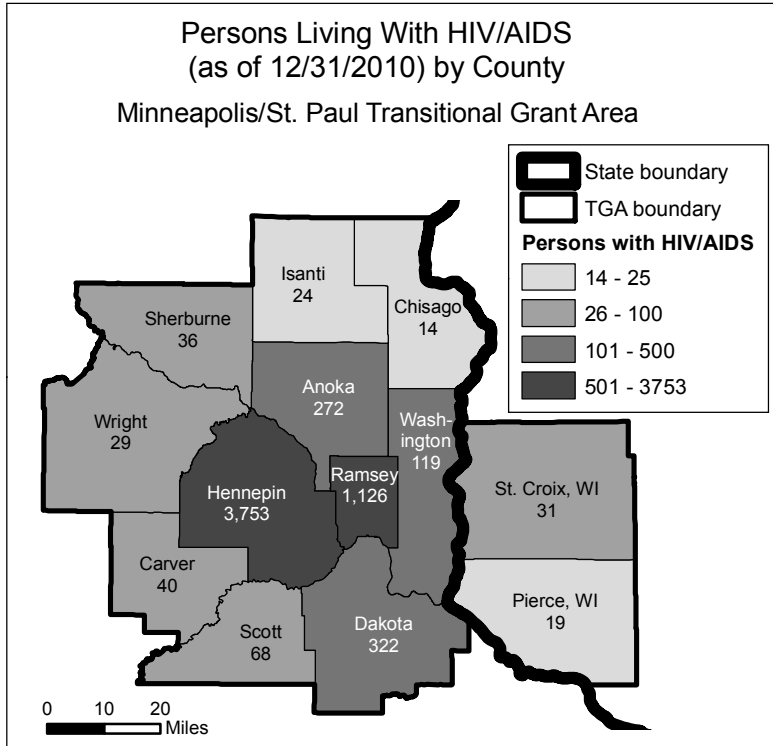 Persons Living With HIV/AIDS
(as of 12/31/2010) by County
Minneapolis/St. Paul Transitional Grant Area
State boundary
TGA boundary
Persons with HIV/AIDS
14 - 25
26 - 100
101 - 500
501 - 3753
Isanti
24
Chisago
14
Sherburne
36
Anoka
272
Wright
29
Wash-
ington
119
Hennepin
3,753
Ramsey
1,126
St. Croix, WI
31
Carver
40
Pierce, WI
19
Scott
68
Dakota
322
0 10 20
Miles